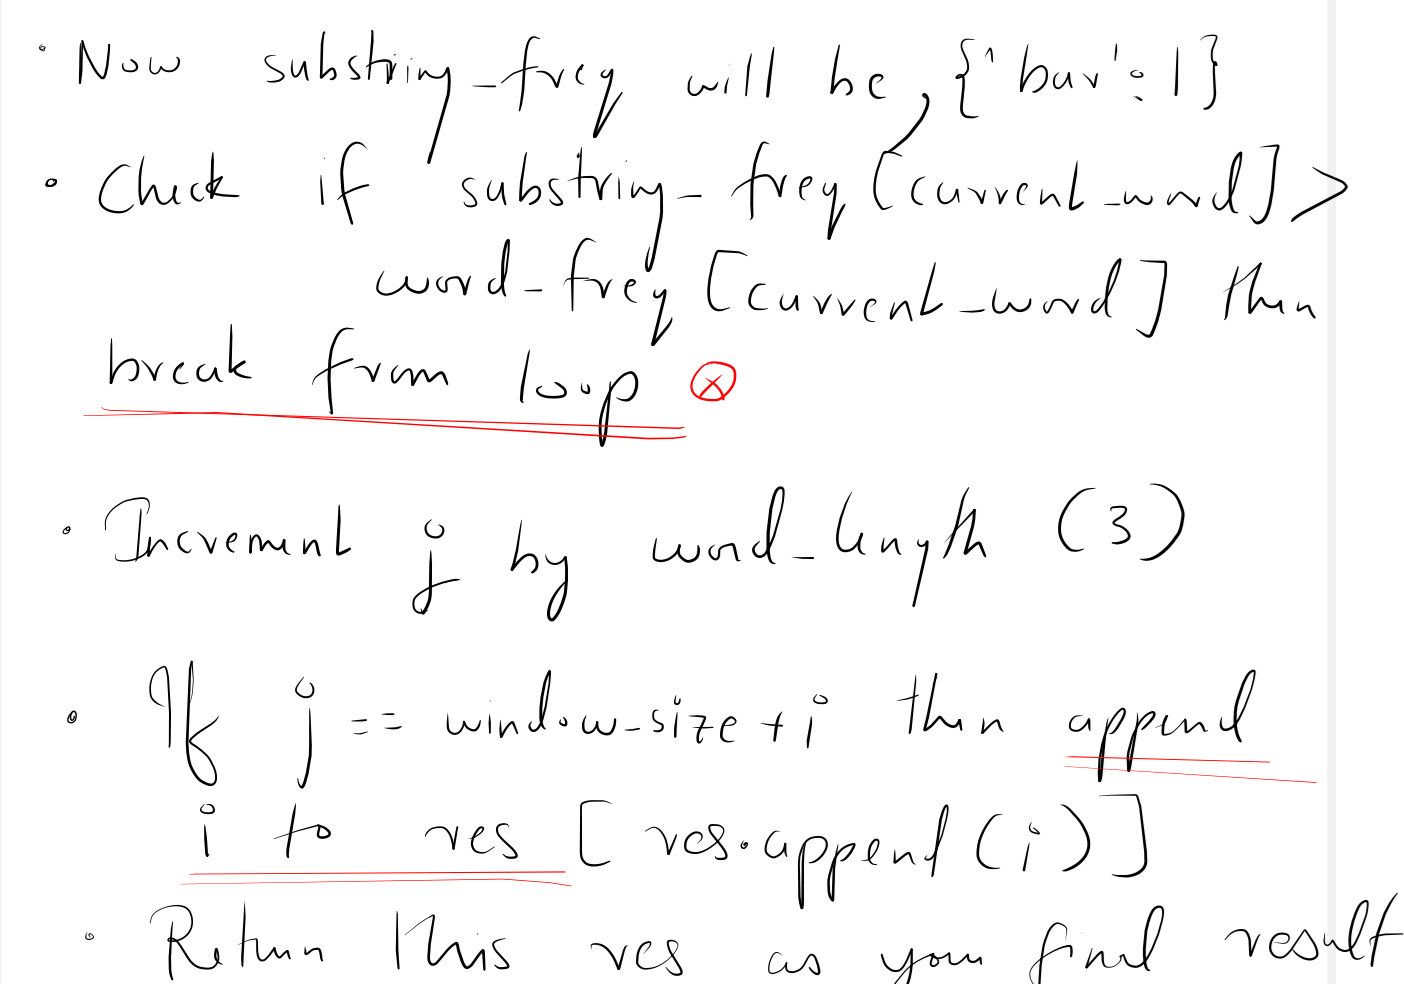 • Now substring_freq will be, {'bar': 1}
• Check if substring_freq [current_word] >
word_freq [current_word] then
break from loop ⊗
• Increment j by word_length (3)
• If j == window_size + i then append
i to res [res.append(i)]
• Return this res as your final result